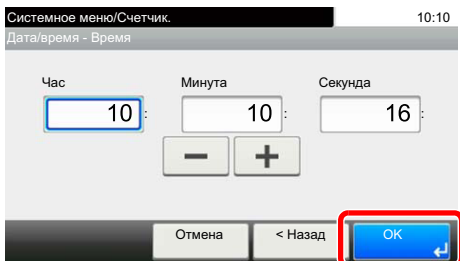 Системное меню/Счетчик. 10:10
Дата/время - Время
Час Минута Секунда
10 : 10 : 16 :
Отмена < Назад OK